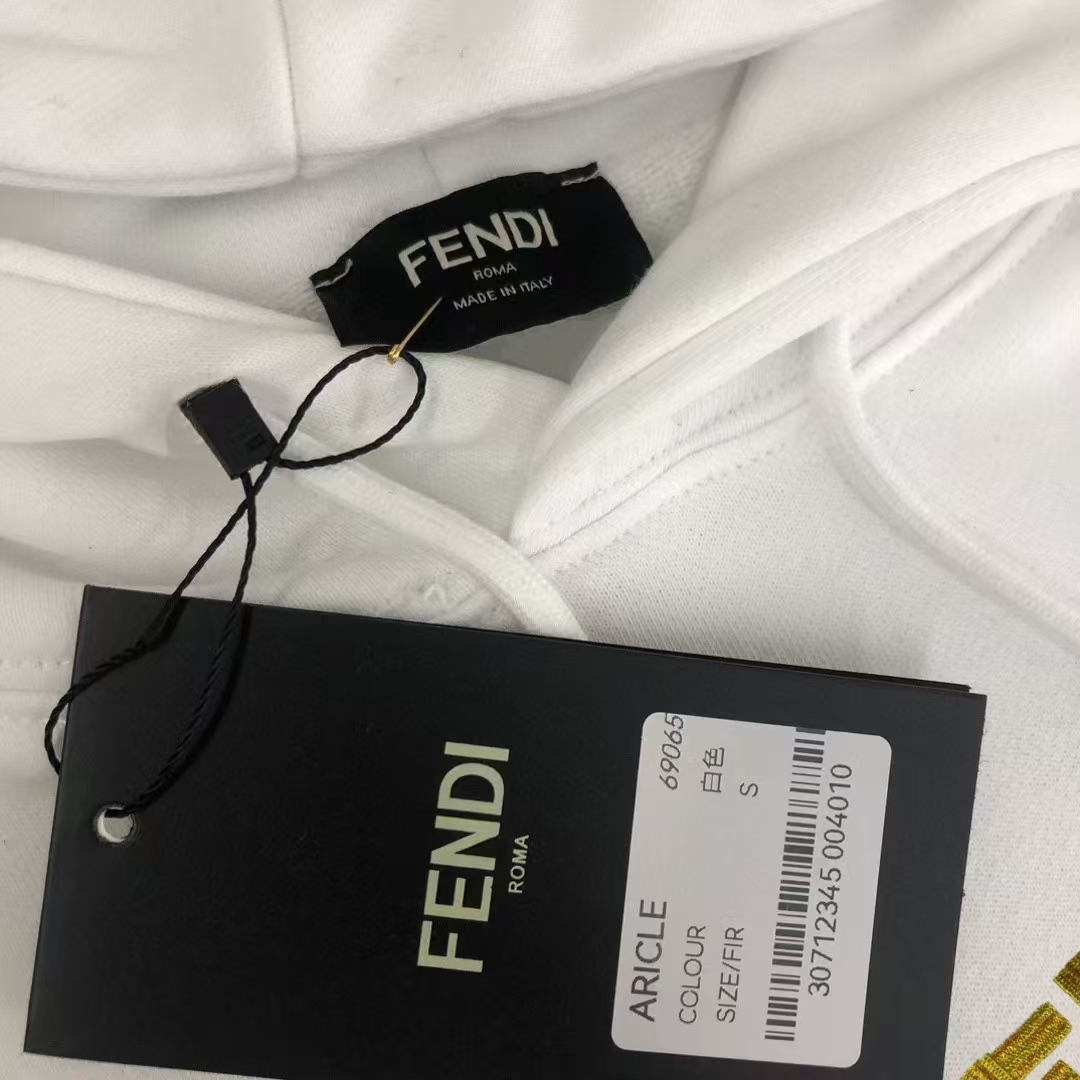 FENDI
ROMA
MADE IN ITALY
FENDI
ROMA
ARICLE 69065
COLOUR 白色
SIZE/FIR S
30712345 004010